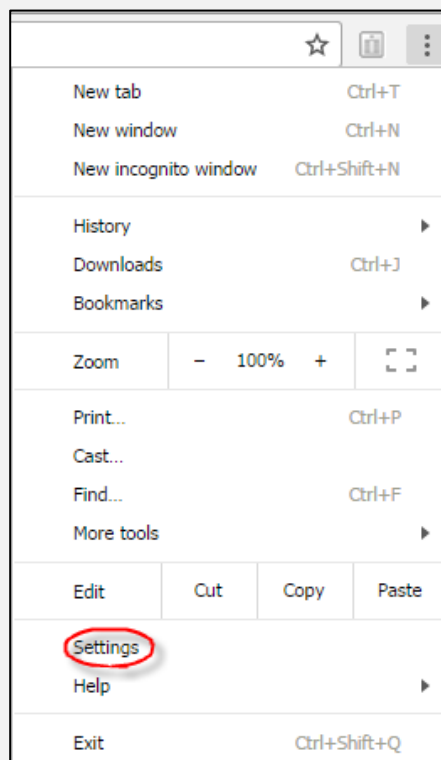 New tab Ctrl+T
New window Ctrl+N
New incognito window Ctrl+Shift+N
History
Downloads Ctrl+J
Bookmarks
Zoom − 100% +
Print... Ctrl+P
Cast...
Find... Ctrl+F
More tools
Edit Cut Copy Paste
Settings
Help
Exit Ctrl+Shift+Q